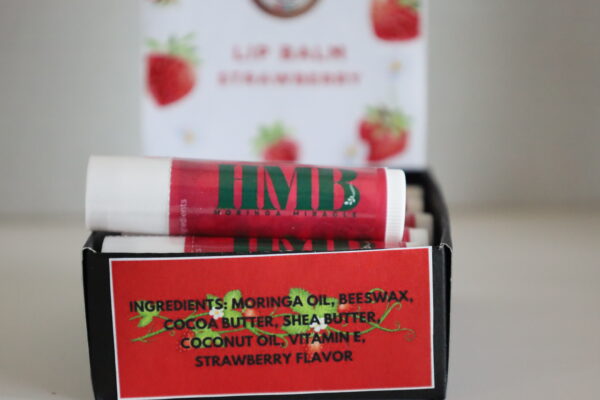 LIP BALM
STRAWBERRY
HMB
MORINGA MIRACLE
HMB
INGREDIENTS: MORINGA OIL, BEESWAX,
COCOA BUTTER, SHEA BUTTER,
COCONUT OIL, VITAMIN E,
STRAWBERRY FLAVOR